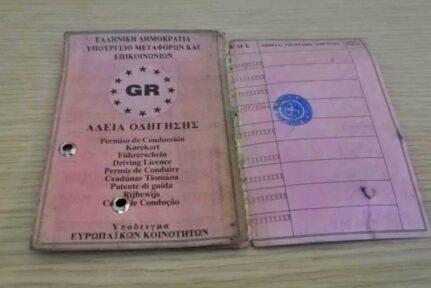 ΕΛΛΗΝΙΚΗ ΔΗΜΟΚΡΑΤΙΑ
ΥΠΟΥΡΓΕΙΟ ΜΕΤΑΦΟΡΩΝ ΚΑΙ
ΕΠΙΚΟΙΝΩΝΙΩΝ
GR
ΑΔΕΙΑ ΟΔΗΓΗΣΗΣ
Permiso de Conducción
Kørekort
Führerschein
Driving Licence
Permis de Conduire
Ceadúnas Tiomána
Patente di guida
Rijbewijs
de Condução
Υπόδειγμα
ΕΥΡΩΠΑΪΚΩΝ ΚΟΙΝΟΤΗΤΩΝ